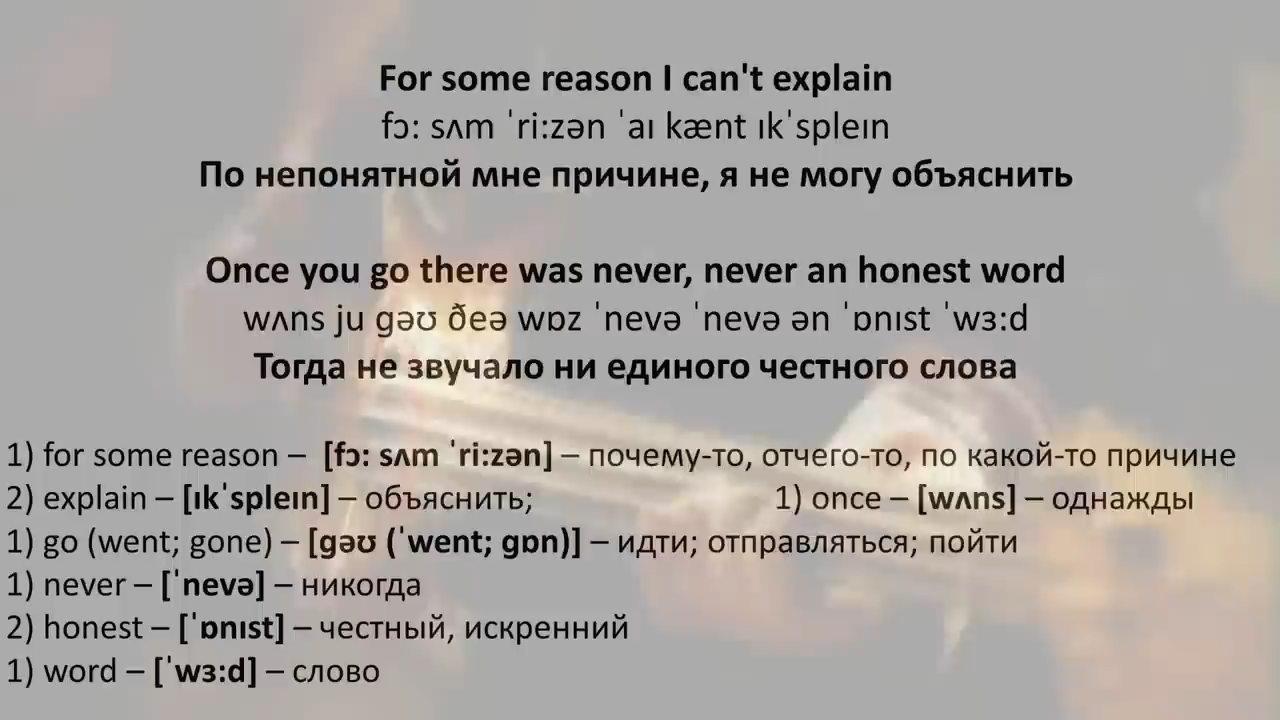 For some reason I can't explain
fɔ: sʌm ˈri:zən ˈaɪ kænt ɪkˈspleɪn
По непонятной мне причине, я не могу объяснить
Once you go there was never, never an honest word
wʌns ju ɡəʊ ðeə wɒz ˈnevə ˈnevə ən ˈɒnɪst ˈwɜ:d
Тогда не звучало ни единого честного слова
1) for some reason – [fɔ: sʌm ˈri:zən] – почему-то, отчего-то, по какой-то причине
2) explain – [ɪkˈspleɪn] – объяснить; 1) once – [wʌns] – однажды
1) go (went; gone) – [ɡəʊ (ˈwent; ɡɒn)] – идти; отправляться; пойти
1) never – [ˈnevə] – никогда
2) honest – [ˈɒnɪst] – честный, искренний
1) word – [ˈwɜ:d] – слово